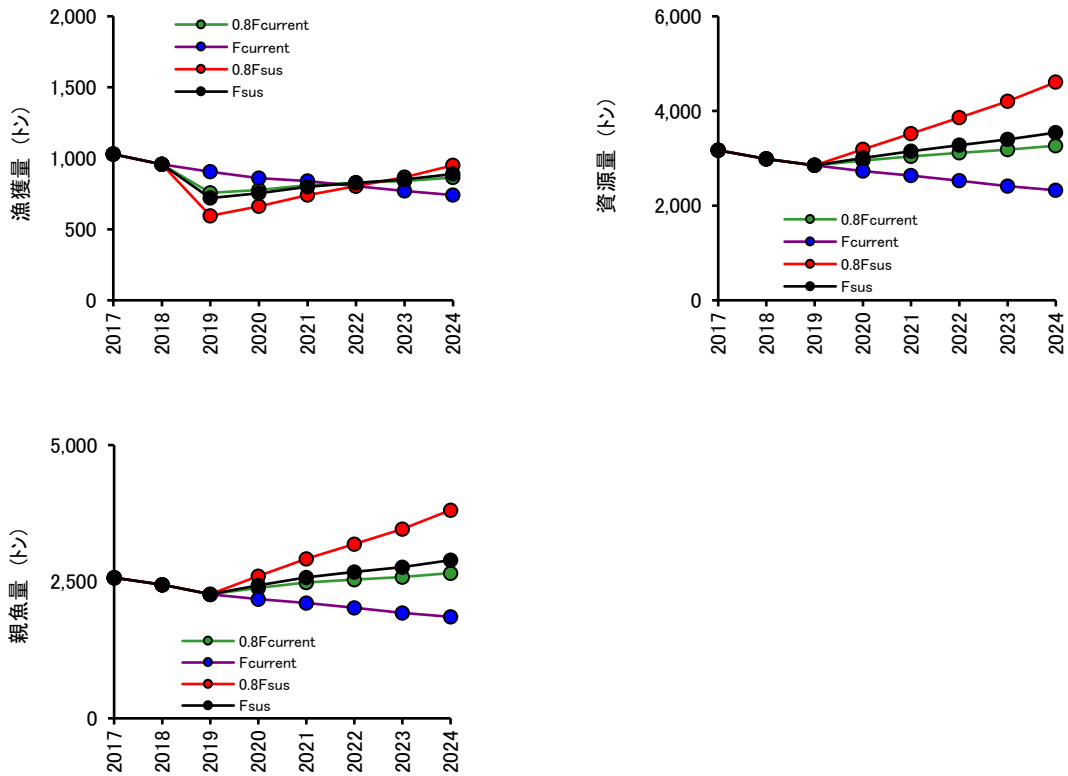 2,000
1,500
1,000
500
0
漁獲量 (トン)
0.8Fcurrent
Fcurrent
0.8Fsus
Fsus
2017 2018 2019 2020 2021 2022 2023 2024
6,000
4,000
2,000
0
資源量 (トン)
0.8Fcurrent
Fcurrent
0.8Fsus
Fsus
2017 2018 2019 2020 2021 2022 2023 2024
5,000
2,500
0
親魚量 (トン)
0.8Fcurrent
Fcurrent
0.8Fsus
Fsus
2017 2018 2019 2020 2021 2022 2023 2024